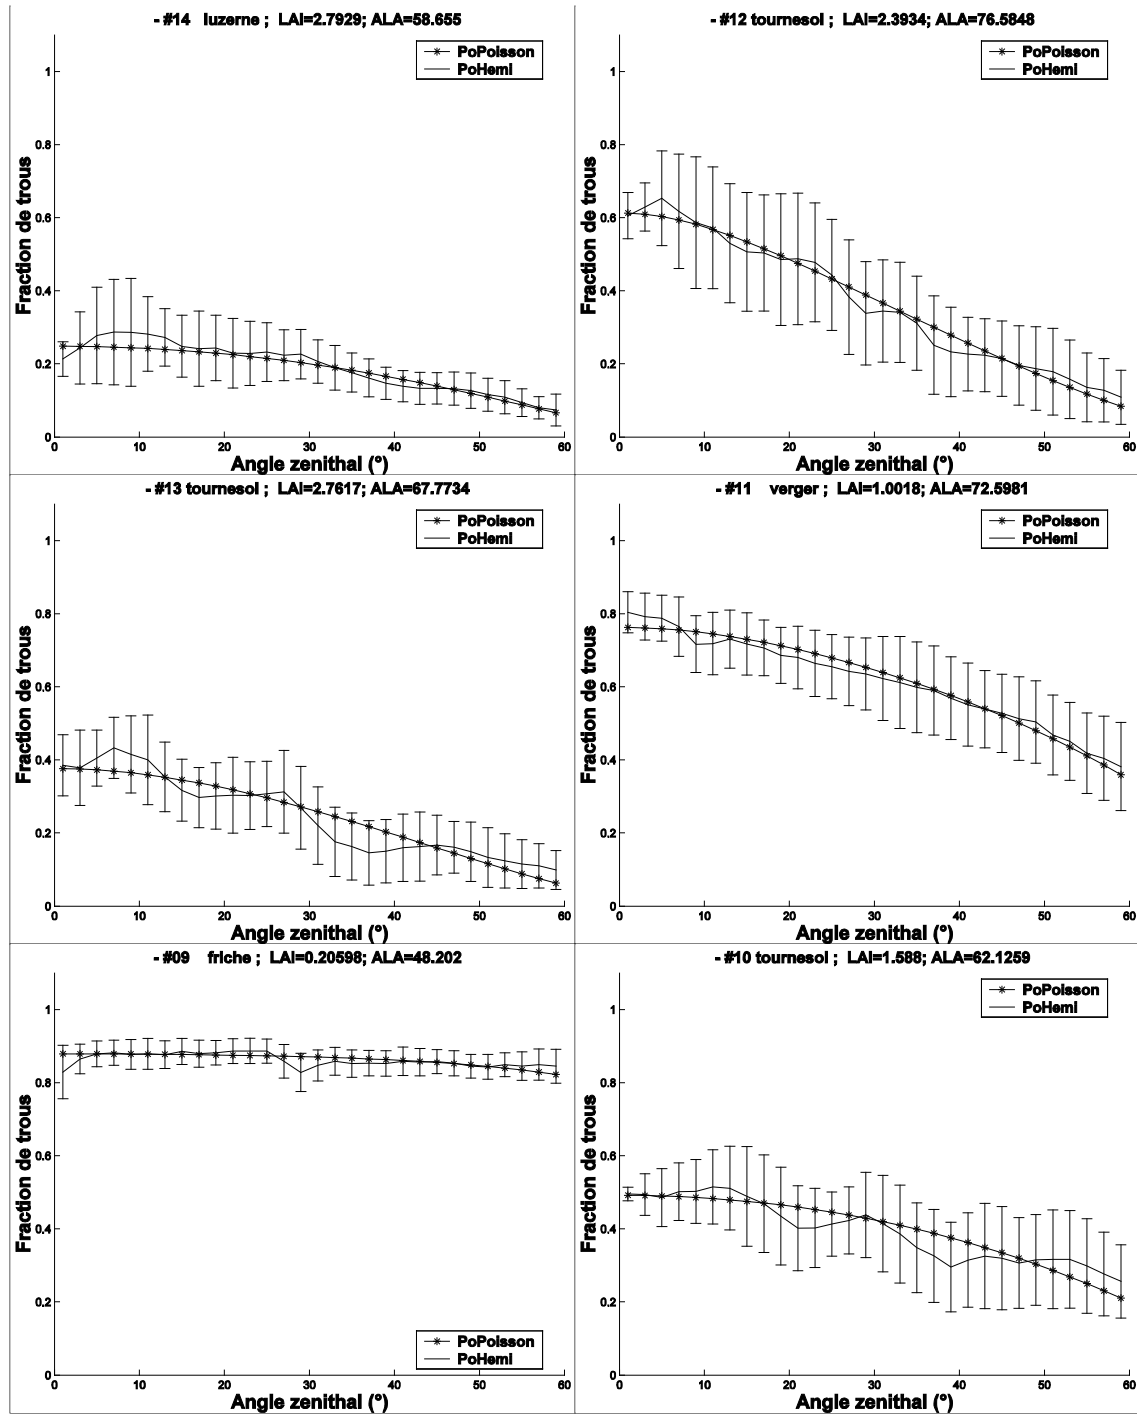 - #14 luzerne ; LAI=2.7929; ALA=58.655
PoPoisson
PoHemi
1
0.8
0.6
0.4
0.2
0
0 10 20 30 40 50 60
Fraction de trous
Angle zenithal (°)
- #12 tournesol ; LAI=2.3934; ALA=76.5848
PoPoisson
PoHemi
1
0.8
0.6
0.4
0.2
0
0 10 20 30 40 50 60
Fraction de trous
Angle zenithal (°)
- #13 tournesol ; LAI=2.7617; ALA=67.7734
PoPoisson
PoHemi
1
0.8
0.6
0.4
0.2
0
0 10 20 30 40 50 60
Fraction de trous
Angle zenithal (°)
- #11 verger ; LAI=1.0018; ALA=72.5981
PoPoisson
PoHemi
1
0.8
0.6
0.4
0.2
0
0 10 20 30 40 50 60
Fraction de trous
Angle zenithal (°)
- #09 friche ; LAI=0.20598; ALA=48.202
1
0.8
0.6
0.4
0.2
0
PoPoisson
PoHemi
0 10 20 30 40 50 60
Fraction de trous
Angle zenithal (°)
- #10 tournesol ; LAI=1.588; ALA=62.1259
PoPoisson
PoHemi
1
0.8
0.6
0.4
0.2
0
0 10 20 30 40 50 60
Fraction de trous
Angle zenithal (°)